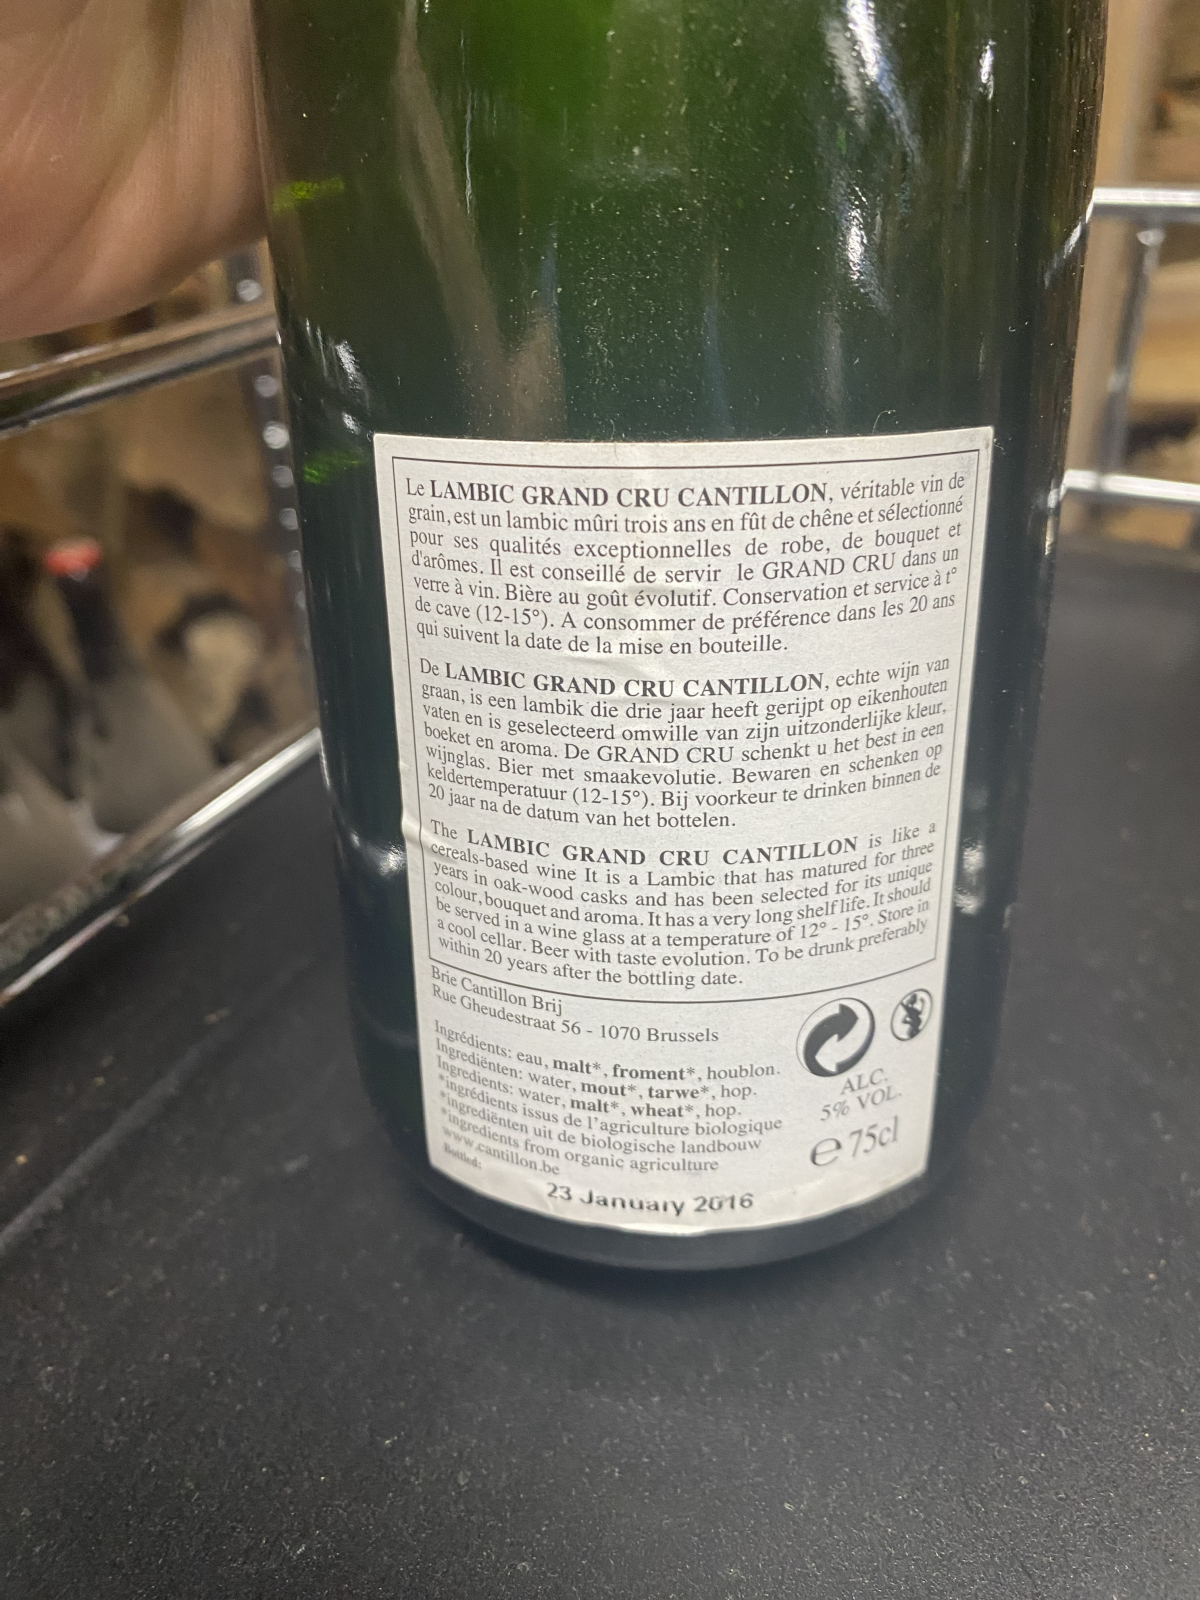 Le LAMBIC GRAND CRU CANTILLON, véritable vin de
grain, est un lambic mûri trois ans en fût de chêne et sélectionné
pour ses qualités exceptionnelles de robe, de bouquet et
d'arômes. Il est conseillé de servir le GRAND CRU dans un
verre à vin. Bière au goût évolutif. Conservation et service à t°
de cave (12-15°). A consommer de préférence dans les 20 ans
qui suivent la date de la mise en bouteille.
De LAMBIC GRAND CRU CANTILLON, echte wijn van
graan, is een lambik die drie jaar heeft gerijpt op eikenhouten
vaten en is geselecteerd omwille van zijn uitzonderlijke kleur,
boeket en aroma. De GRAND CRU schenkt u het best in een
wijnglas. Bier met smaakevolutie. Bewaren en schenken op
keldertemperatuur (12-15°). Bij voorkeur te drinken binnen de
20 jaar na de datum van het bottelen.
The LAMBIC GRAND CRU CANTILLON is like a
cereals-based wine It is a Lambic that has matured for three
years in oak-wood casks and has been selected for its unique
colour, bouquet and aroma. It has a very long shelf life. It should
be served in a wine glass at a temperature of 12° - 15°. Store in
a cool cellar. Beer with taste evolution. To be drunk preferably
within 20 years after the bottling date.
Brie Cantillon Brij
Rue Gheudestraat 56 - 1070 Brussels
Ingrédients: eau, malt*, froment*, houblon.
Ingrediënten: water, mout*, tarwe*, hop.
Ingredients: water, malt*, wheat*, hop.
*ingrédients issus de l'agriculture biologique
*ingrediënten uit de biologische landbouw
*ingredients from organic agriculture
www.cantillon.be
Bottled:
23 January 2016
ALC.
5% VOL.
e 75cl